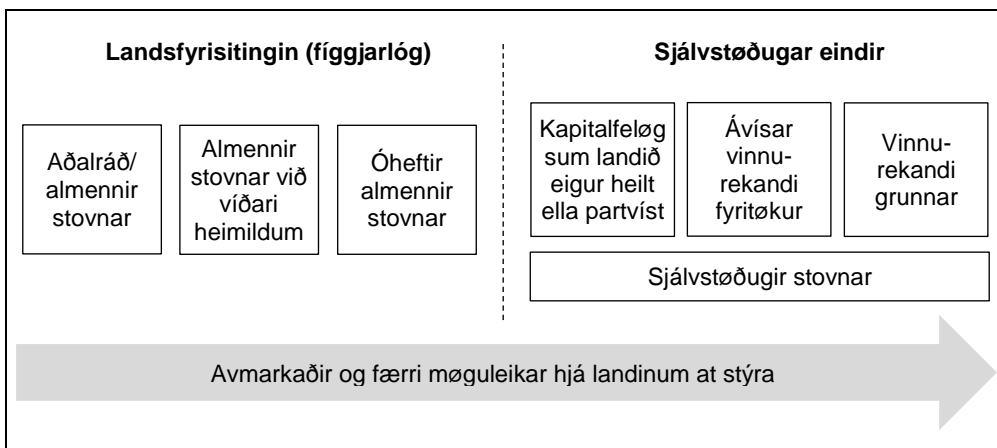 Landsfyrisitingin (fíggjarlóg)
Sjálvstøðugar eindir
Aðalráð/
almennir
stovnar
Almennir
stovnar við
víðari
heimildum
Óheftir
almennir
stovnar
Kapitalfeløg
sum landið
eigur heilt
ella partvíst
Ávísar
vinnu-
rekandi
fyritøkur
Vinnu-
rekandi
grunnar
Sjálvstøðugir stovnar
Avmarkaðir og færri møguleikar hjá landinum at stýra